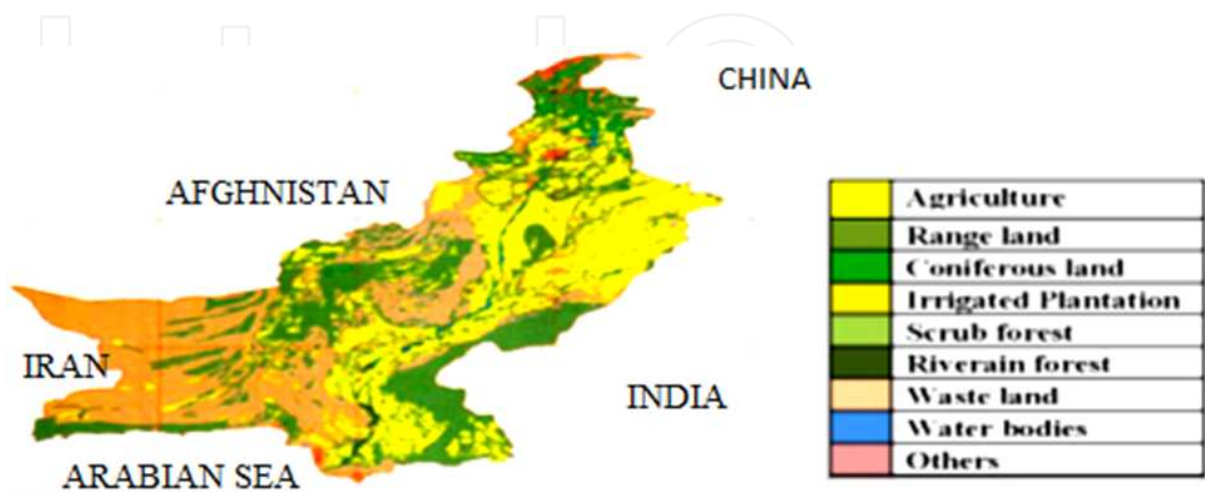 CHINA
AFGHNISTAN
IRAN
INDIA
ARABIAN SEA
Agriculture
Range land
Coniferous land
Irrigated Plantation
Scrub forest
Riverain forest
Waste land
Water bodies
Others